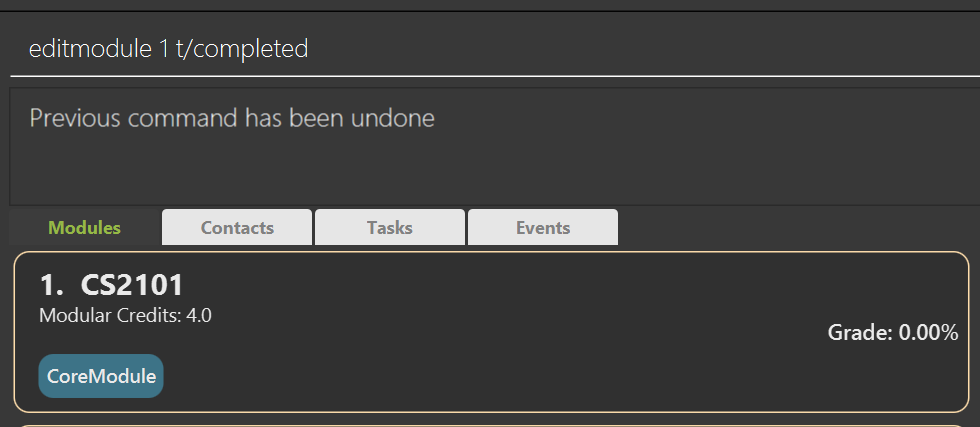 editmodule 1 t/completed
Previous command has been undone
Modules Contacts Tasks Events
1. CS2101
Modular Credits: 4.0
Grade: 0.00%
CoreModule